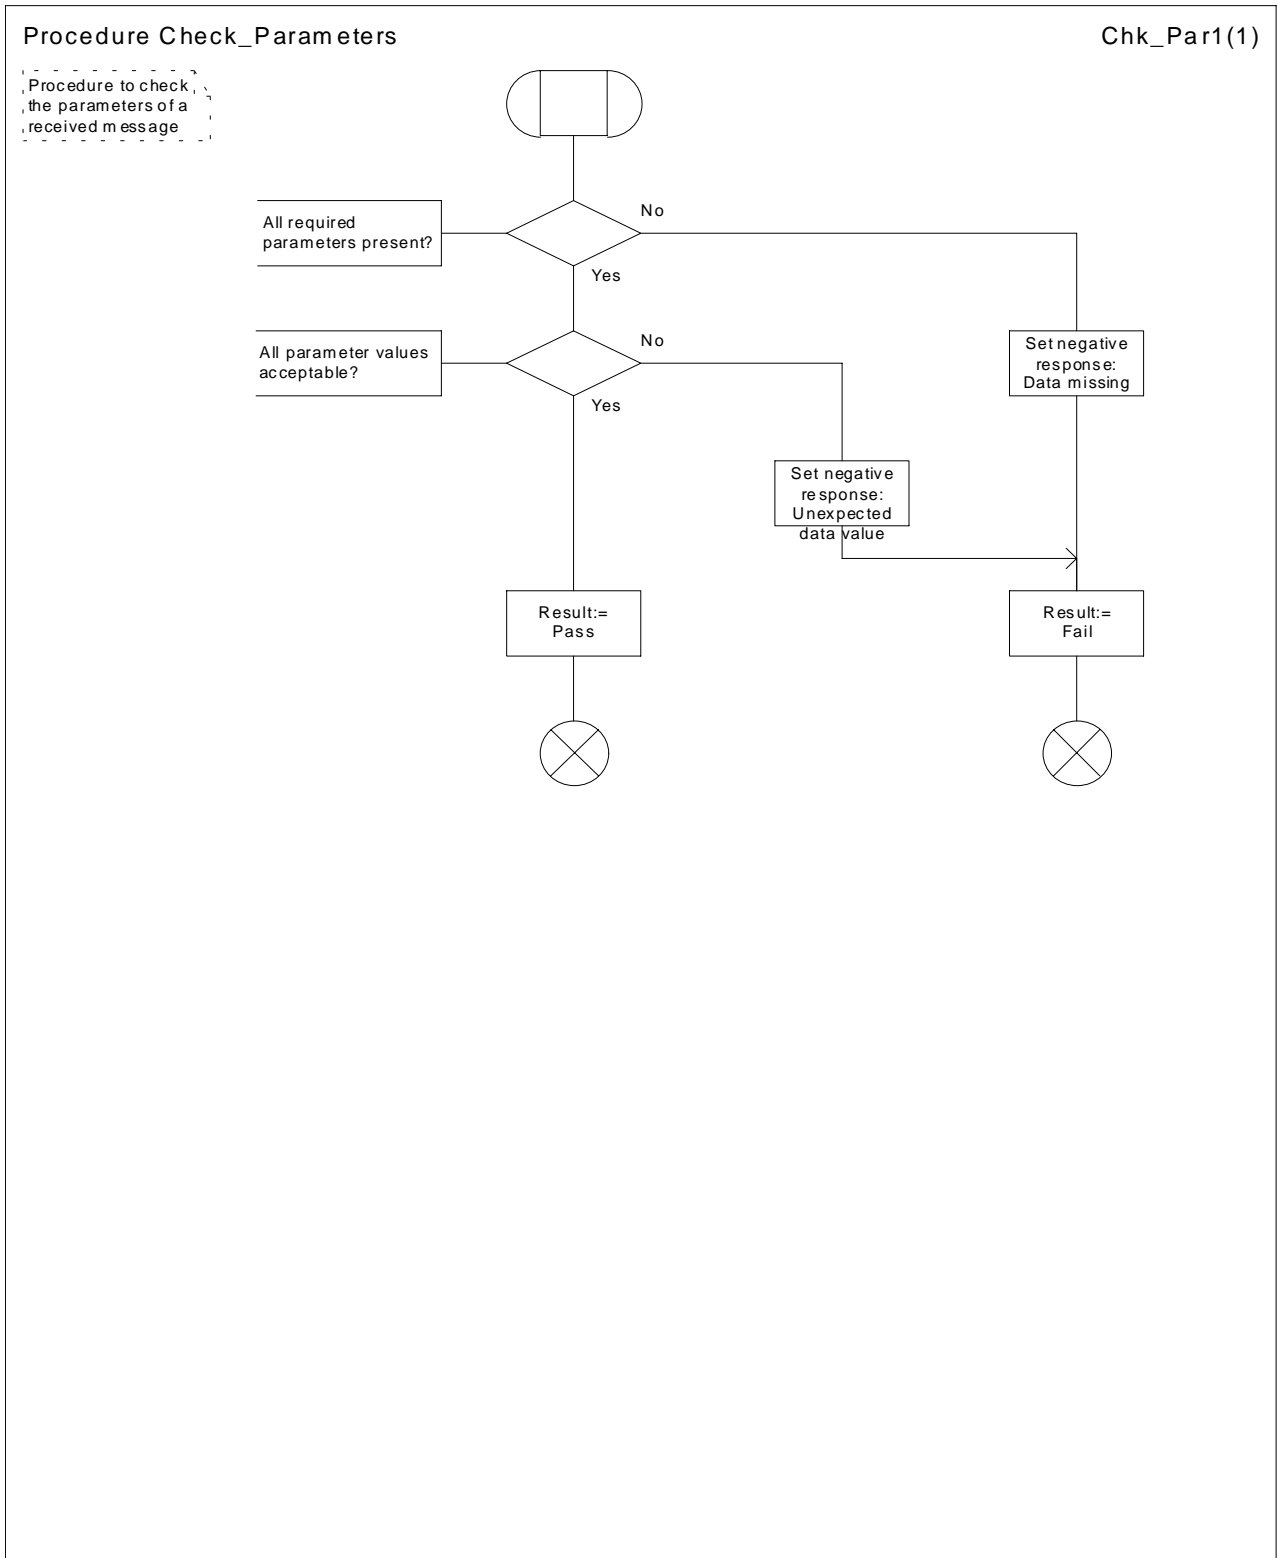 Procedure Check_Parameters
Chk_Par1(1)
Procedure to check
the parameters of a
received message
No
All required
parameters present?
Yes
No
All parameter values
acceptable?
Set negative
response:
Data missing
Yes
Set negative
response:
Unexpected
data value
Result:=
Pass
Result:=
Fail